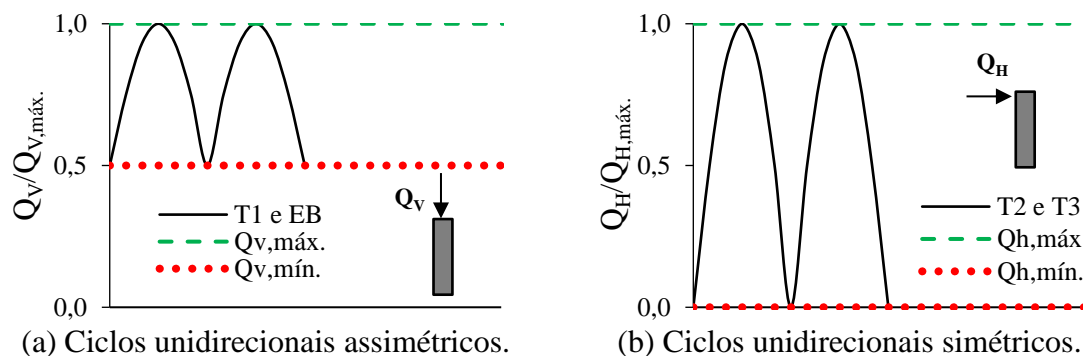 1,0
0,5
0,0
Q_V/Q_V,máx.
Q_V
T1 e EB
Qv,máx.
Qv,mín.
(a) Ciclos unidirecionais assimétricos.
1,0
0,5
0,0
Q_H/Q_H,máx.
Q_H
T2 e T3
Qh,máx
Qh,mín.
(b) Ciclos unidirecionais simétricos.